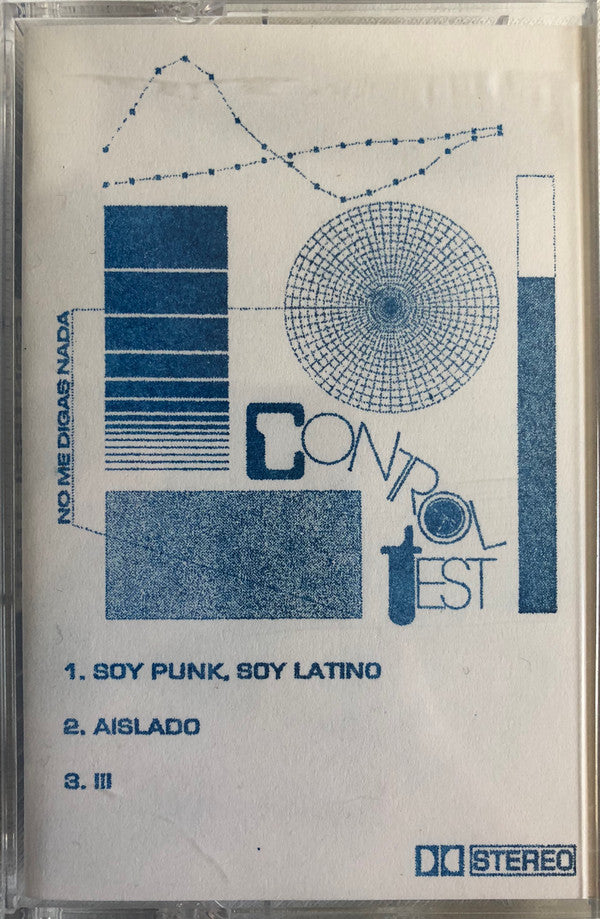 NO ME DIGAS NADA
CONTROL
tEST
1. SOY PUNK, SOY LATINO
2. AISLADO
3. III
STEREO